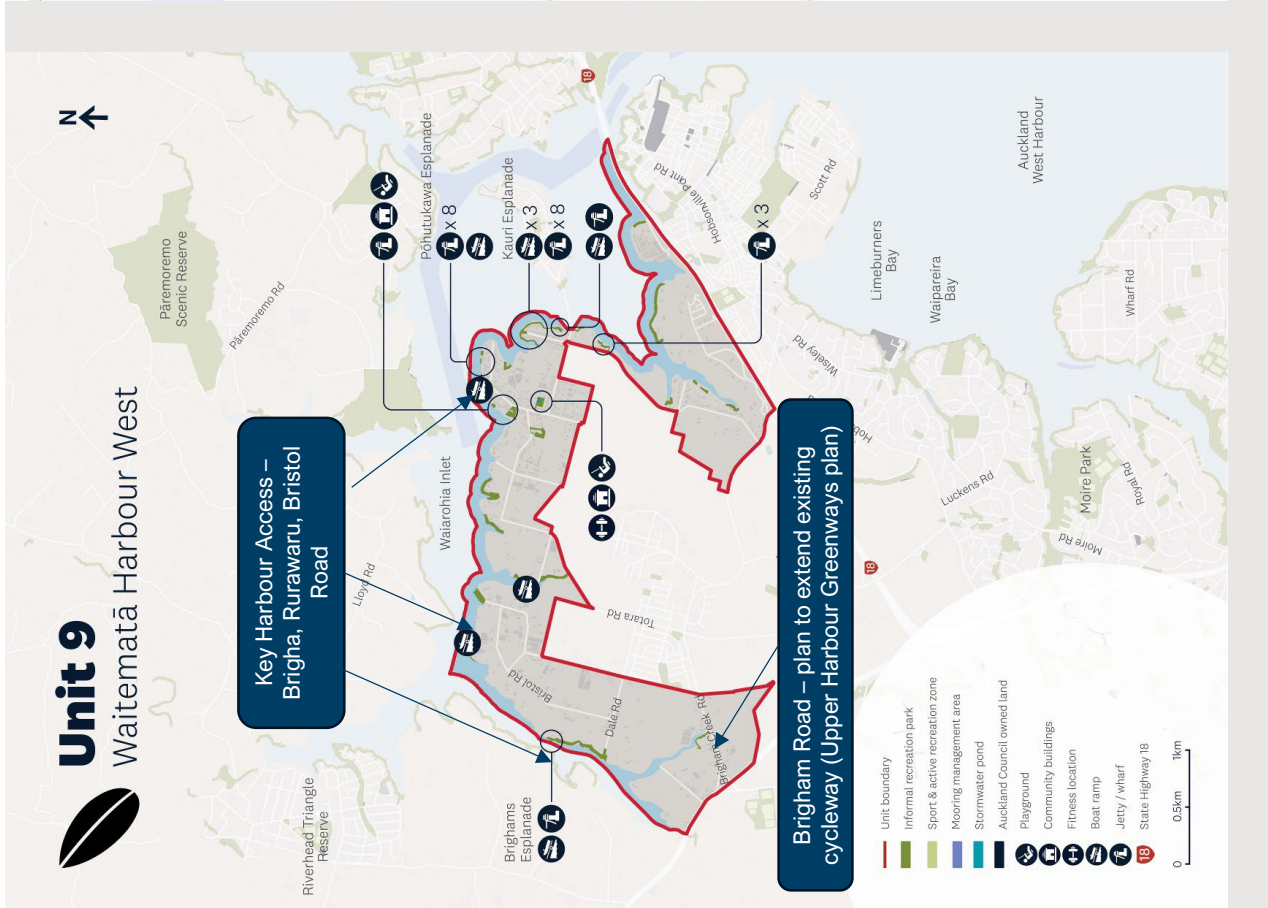 Unit 9
Waitematā Harbour West
N
Key Harbour Access –
Brigha, Rurawaru, Bristol
Road
Brigham Road – plan to extend existing
cycleway (Upper Harbour Greenways plan)
Riverhead Triangle
Reserve
Pāremoremo
Scenic Reserve
Pāremoremo Rd
Lloyd Rd
Waiarohia Inlet
Brighams
Esplanade
Pōhutukawa Esplanade
x 8
Kauri Esplanade
x 3
x 8
x 3
18
Bristol Rd
Dale Rd
Brigham Creek Rd
Totara Rd
Hobsonville Point Rd
Scott Rd
Auckland
West Harbour
Limeburners
Bay
Waipareira
Bay
Wiseley Rd
Luckens Rd
Moire Park
Royal Rd
Moire Rd
Wharf Rd
18
Unit boundary
Informal recreation park
Sport & active recreation zone
Mooring management area
Stormwater pond
Auckland Council owned land
Playground
Community buildings
Fitness location
Boat ramp
Jetty / wharf
18 State Highway 18
0 0.5km 1km